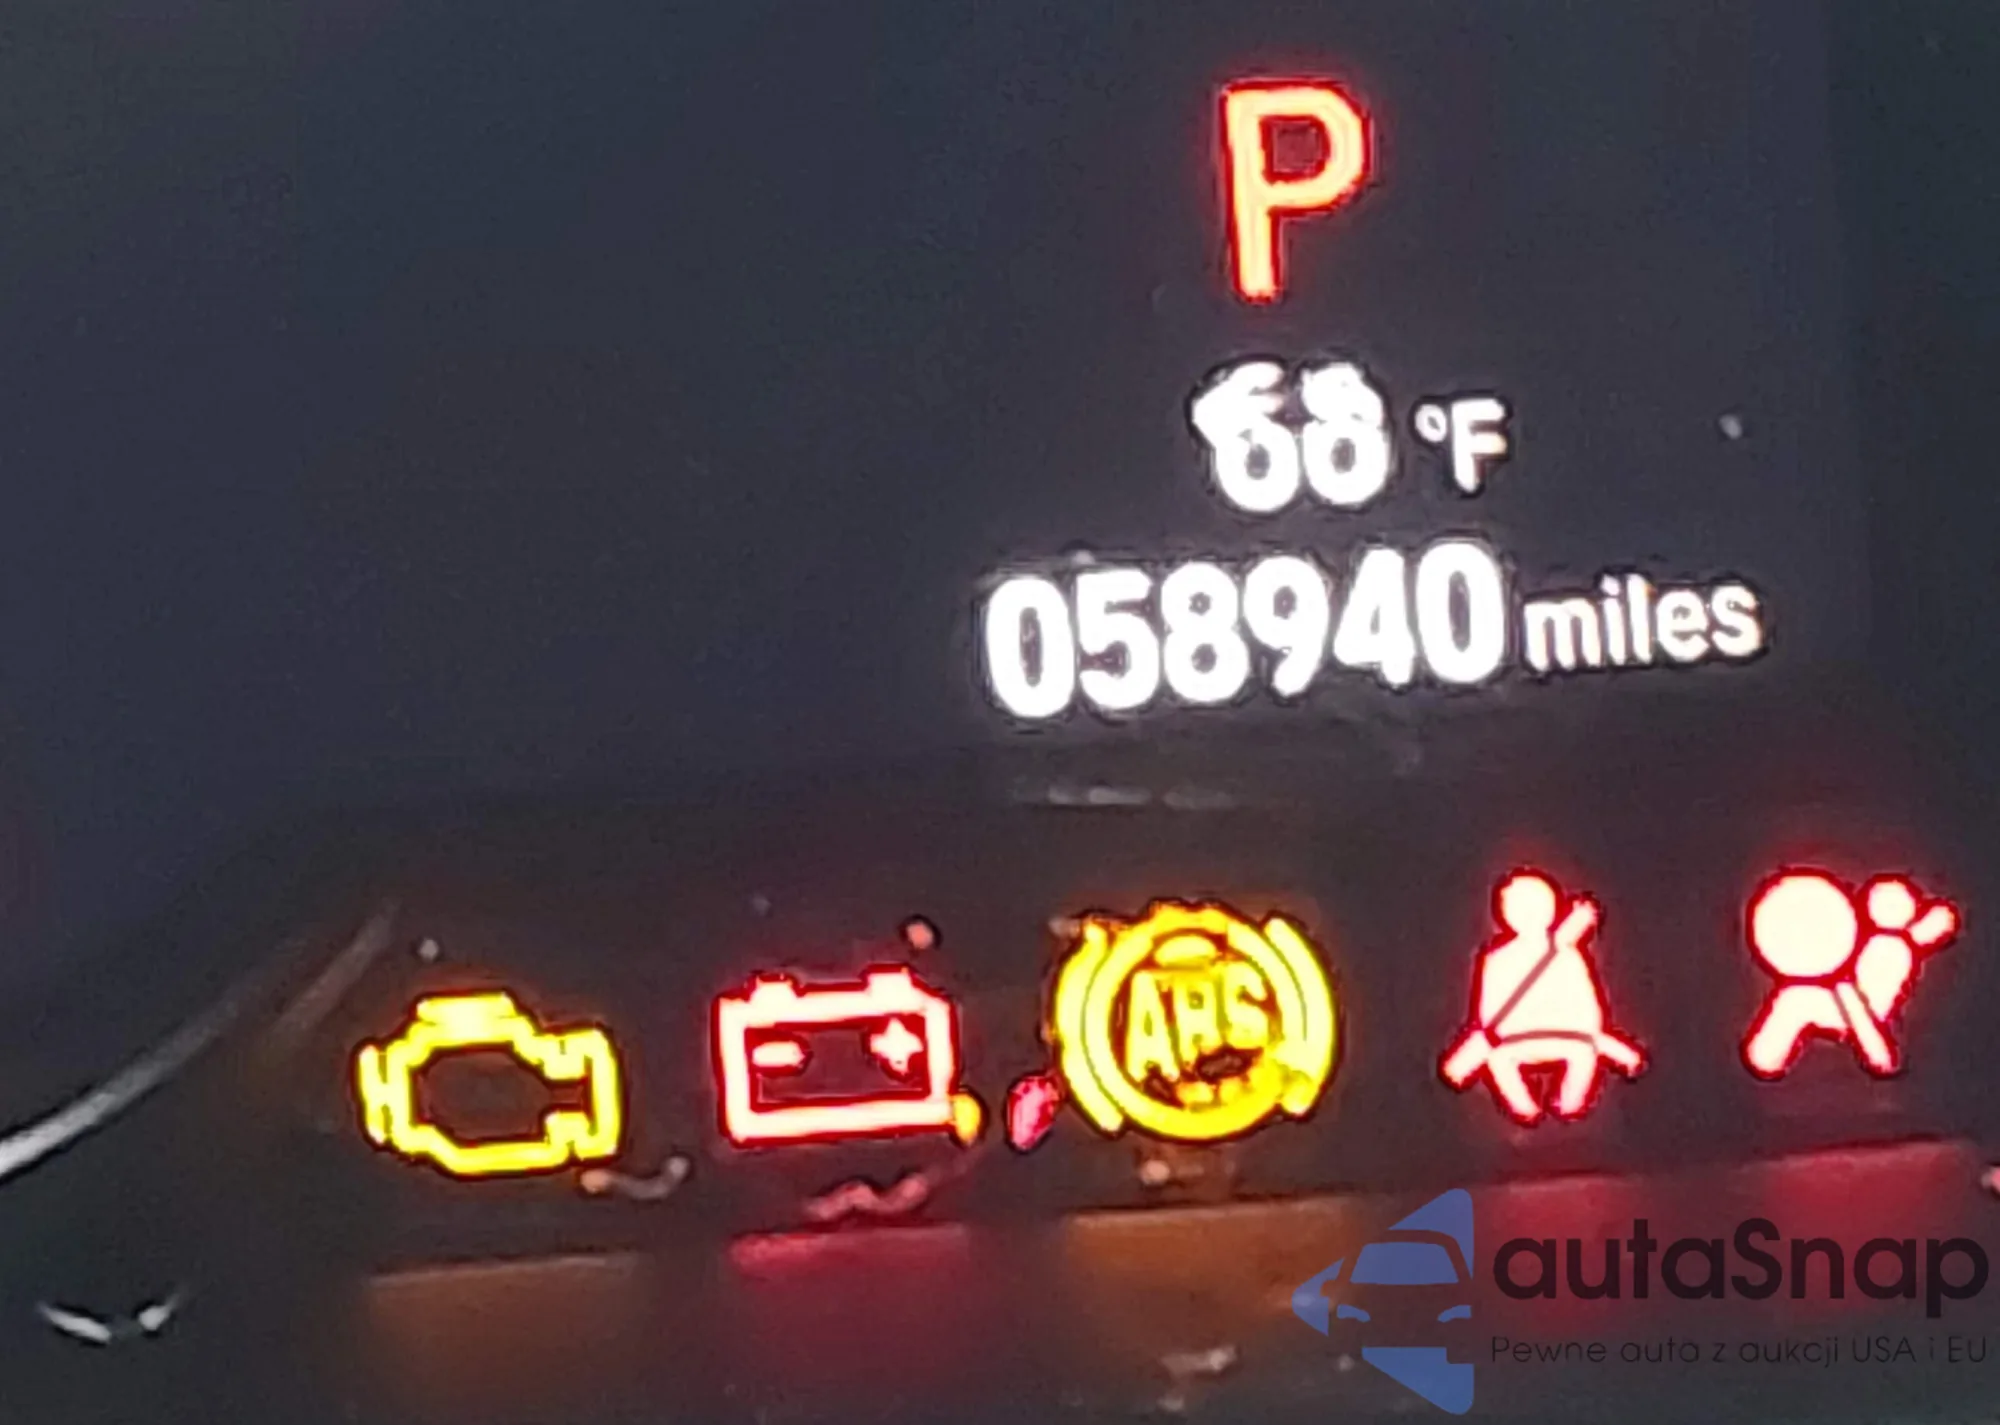 P
68 °F
058940 miles
ABS
autaSnap
Pewne auta z aukcji USA i EU